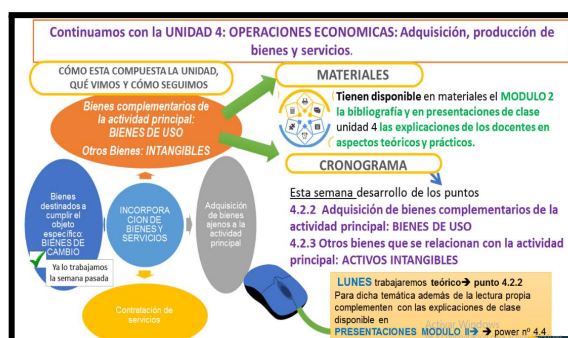 Continuamos con la UNIDAD 4: OPERACIONES ECONOMICAS: Adquisición, producción de
bienes y servicios.
CÓMO ESTA COMPUESTA LA UNIDAD,
QUÉ VIMOS Y CÓMO SEGUIMOS
Bienes complementarios de
la actividad principal:
BIENES DE USO
Otros Bienes: INTANGIBLES
Bienes
destinados a
cumplir el
objeto
específico:
BIENES DE
CAMBIO
Ya lo trabajamos
la semana pasada
INCORPORA
CION DE BIENES
Y SERVICIOS
Adquisición
de bienes
ajenos a la
actividad
principal
Contratación de
servicios
MATERIALES
Tienen disponible en materiales el MODULO 2
la bibliografía y en presentaciones de clase
unidad 4 las explicaciones de los docentes en
aspectos teóricos y prácticos.
CRONOGRAMA
Esta semana desarrollo de los puntos
4.2.2 Adquisición de bienes complementarios de la
actividad principal: BIENES DE USO
4.2.3 Otros bienes que se relacionan con la actividad
principal: ACTIVOS INTANGIBLES
LUNES trabajaremos teórico→ punto 4.2.2
Para dicha temática además de la lectura propia
complementen con las explicaciones de clase
disponible en
PRESENTACIONES MODULO II→ → power nº 4.4
Activar Windows